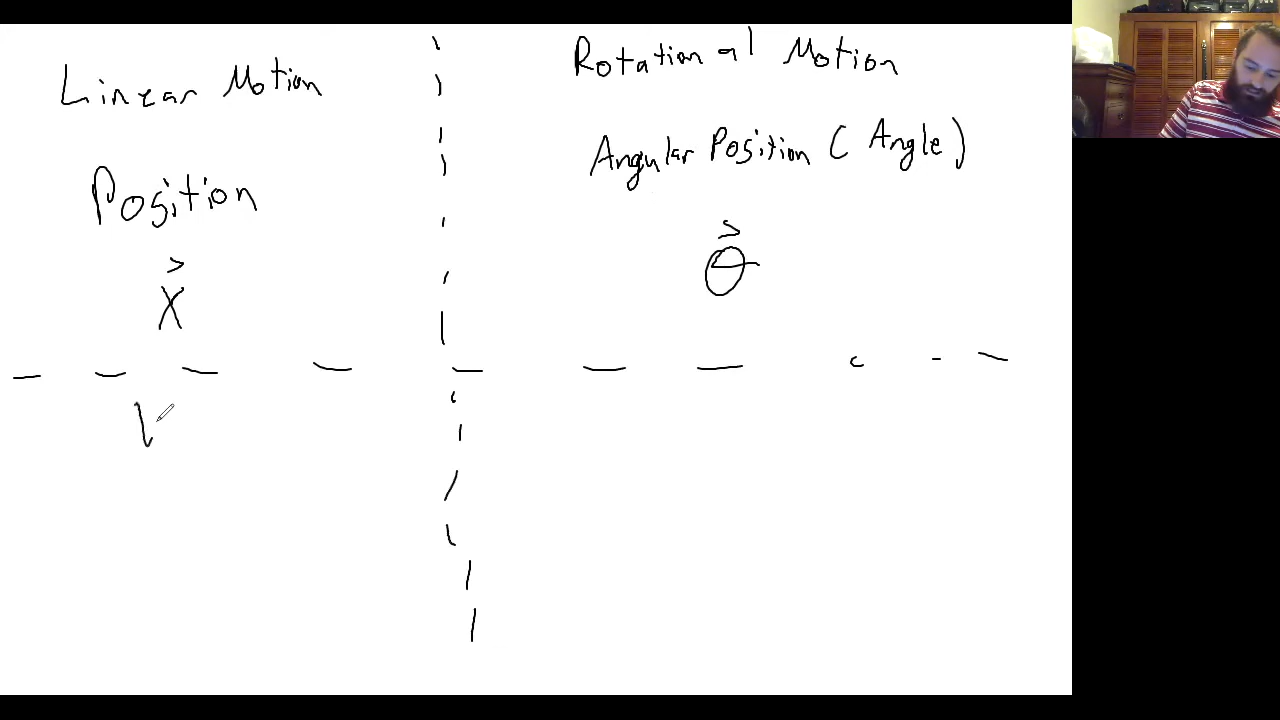 Linear Motion
Rotational Motion
Position
Angular Position (Angle)
x⃗
θ⃗
V